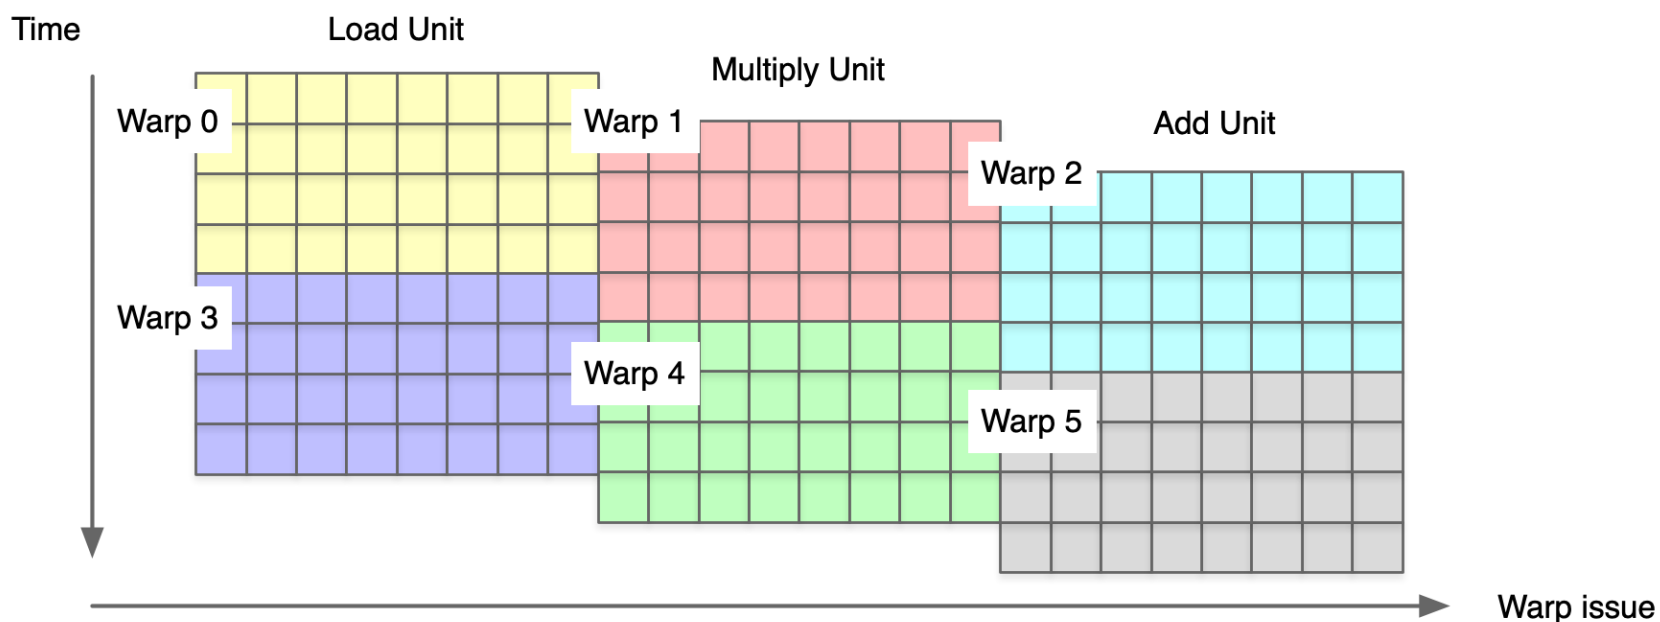 Time
Load Unit
Multiply Unit
Add Unit
Warp 0
Warp 1
Warp 2
Warp 3
Warp 4
Warp 5
Warp issue